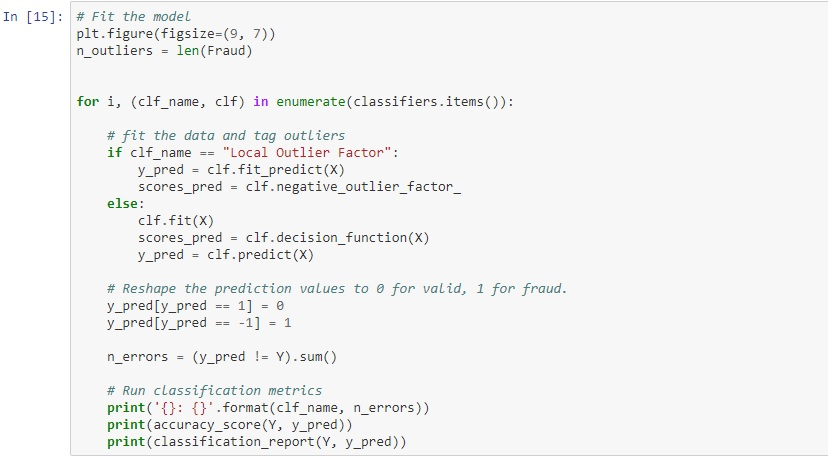 In [15]: # Fit the model
plt.figure(figsize=(9, 7))
n_outliers = len(Fraud)
for i, (clf_name, clf) in enumerate(classifiers.items()):
    # fit the data and tag outliers
    if clf_name == "Local Outlier Factor":
        y_pred = clf.fit_predict(X)
        scores_pred = clf.negative_outlier_factor_
    else:
        clf.fit(X)
        scores_pred = clf.decision_function(X)
        y_pred = clf.predict(X)
    # Reshape the prediction values to 0 for valid, 1 for fraud.
    y_pred[y_pred == 1] = 0
    y_pred[y_pred == -1] = 1
    n_errors = (y_pred != Y).sum()
    # Run classification metrics
    print('{}: {}'.format(clf_name, n_errors))
    print(accuracy_score(Y, y_pred))
    print(classification_report(Y, y_pred))